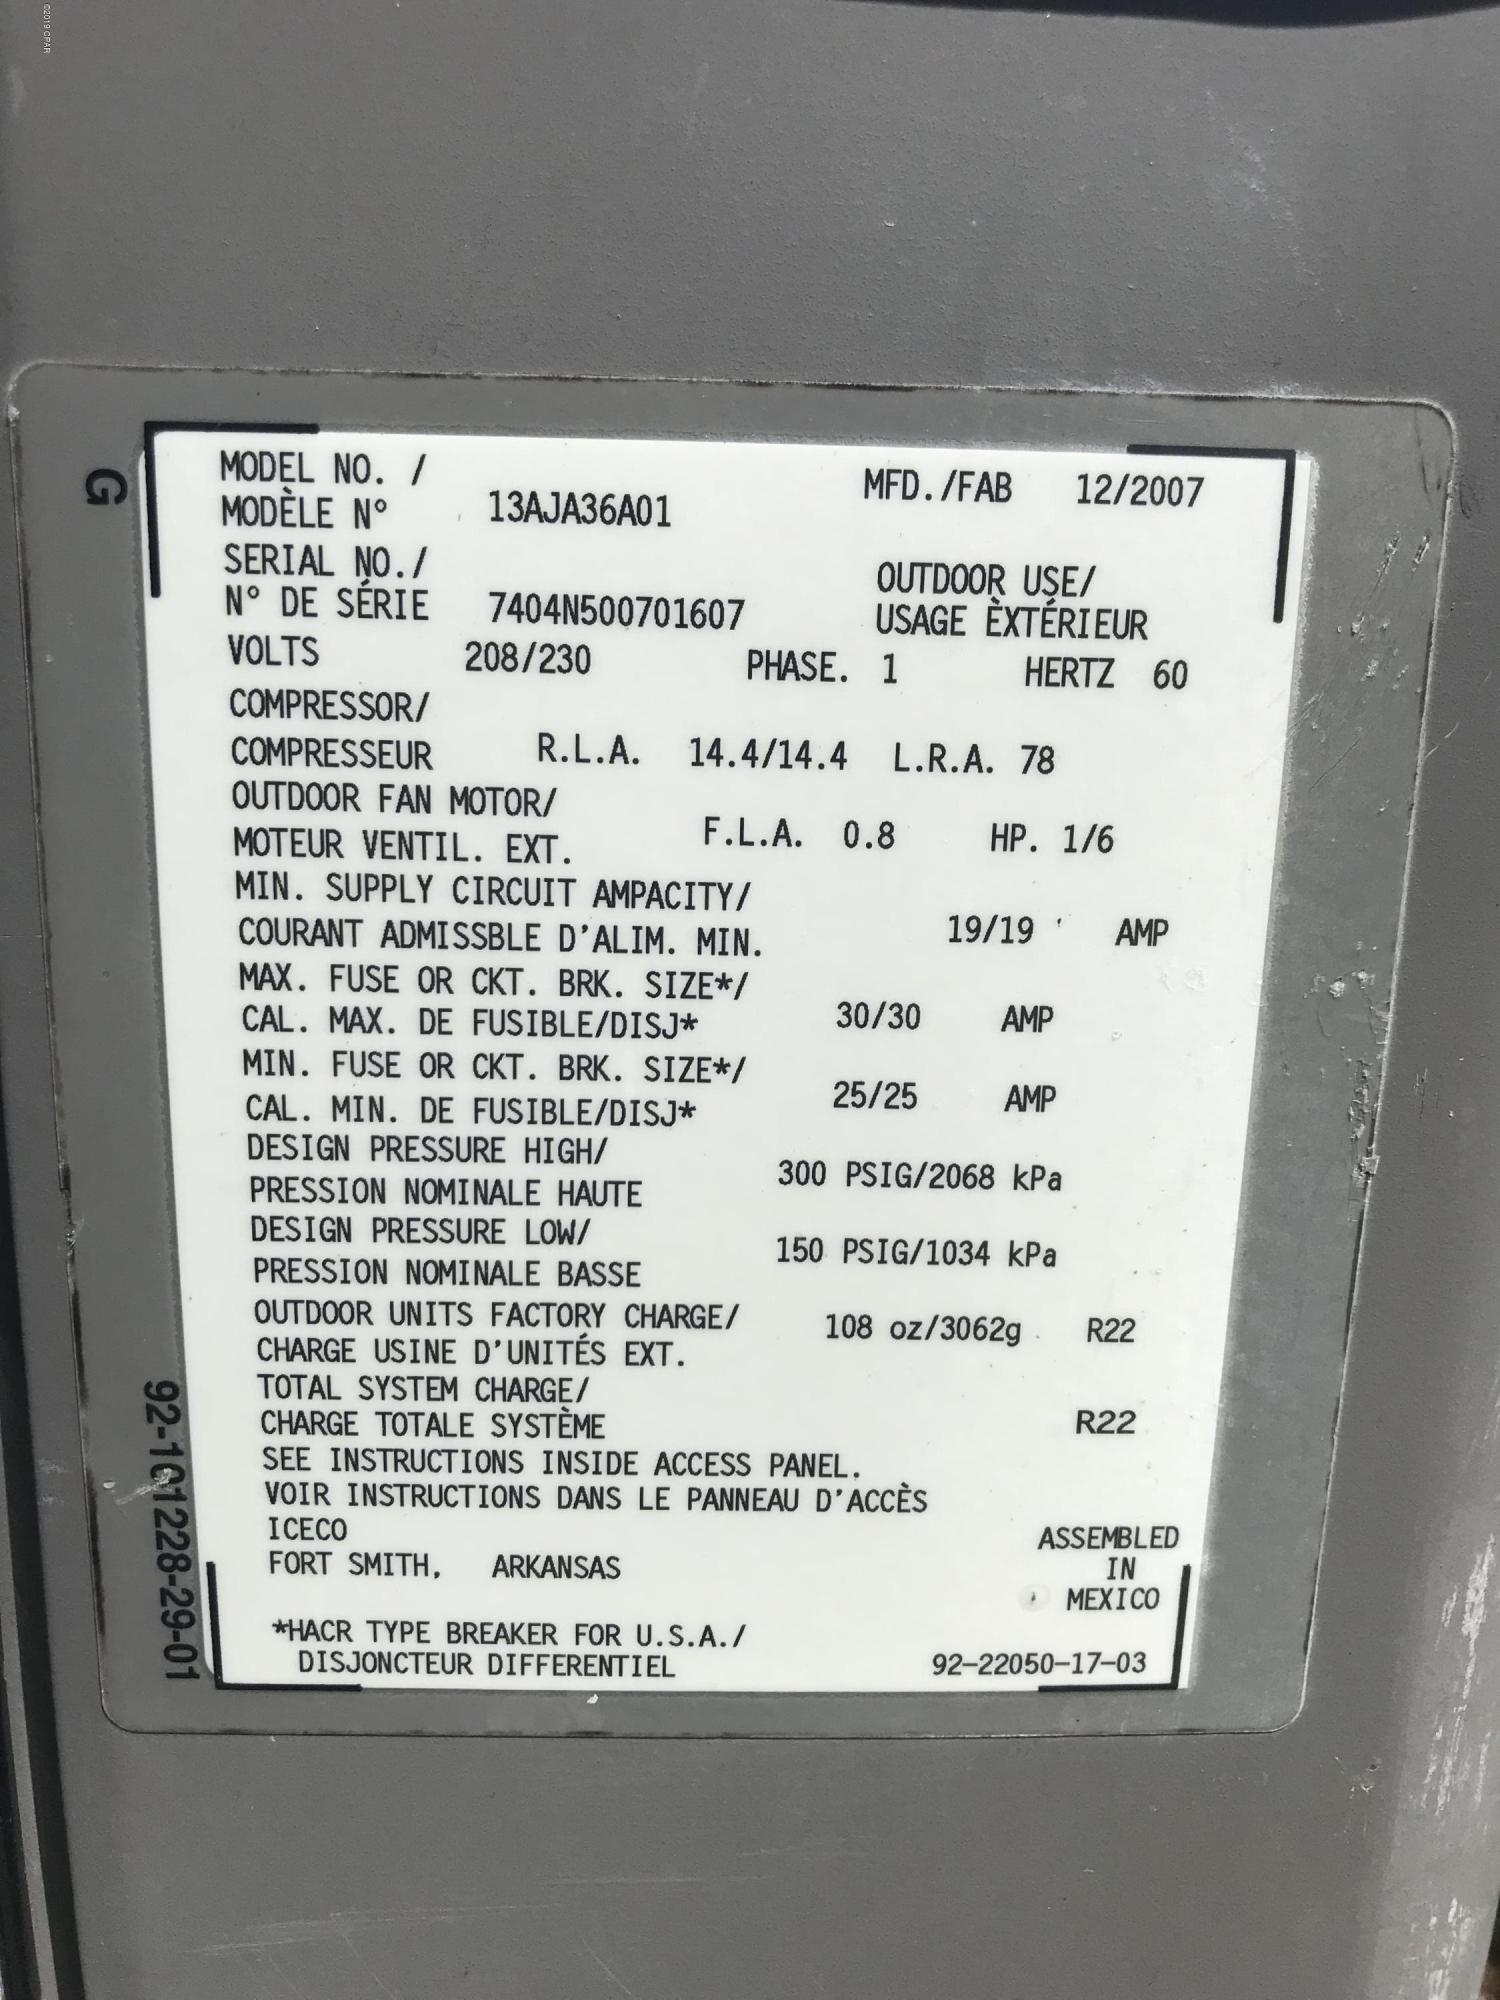 ©2019 CPAR
G
MODEL NO. /
MODÈLE N° 13AJA36A01 MFD./FAB 12/2007
SERIAL NO./
N° DE SÉRIE 7404N500701607
OUTDOOR USE/
USAGE ÈXTÉRIEUR
VOLTS 208/230 PHASE. 1 HERTZ 60
COMPRESSOR/
COMPRESSEUR R.L.A. 14.4/14.4 L.R.A. 78
OUTDOOR FAN MOTOR/
MOTEUR VENTIL. EXT. F.L.A. 0.8 HP. 1/6
MIN. SUPPLY CIRCUIT AMPACITY/
COURANT ADMISSBLE D'ALIM. MIN. 19/19 AMP
MAX. FUSE OR CKT. BRK. SIZE*/
CAL. MAX. DE FUSIBLE/DISJ* 30/30 AMP
MIN. FUSE OR CKT. BRK. SIZE*/
CAL. MIN. DE FUSIBLE/DISJ* 25/25 AMP
DESIGN PRESSURE HIGH/
PRESSION NOMINALE HAUTE 300 PSIG/2068 kPa
DESIGN PRESSURE LOW/
PRESSION NOMINALE BASSE 150 PSIG/1034 kPa
OUTDOOR UNITS FACTORY CHARGE/ 108 oz/3062g R22
CHARGE USINE D'UNITÉS EXT.
TOTAL SYSTEM CHARGE/
CHARGE TOTALE SYSTÈME R22
SEE INSTRUCTIONS INSIDE ACCESS PANEL.
VOIR INSTRUCTIONS DANS LE PANNEAU D'ACCÈS
ICECO
FORT SMITH, ARKANSAS
ASSEMBLED
IN
MEXICO
*HACR TYPE BREAKER FOR U.S.A./
DISJONCTEUR DIFFERENTIEL 92-22050-17-03
92-101228-29-01